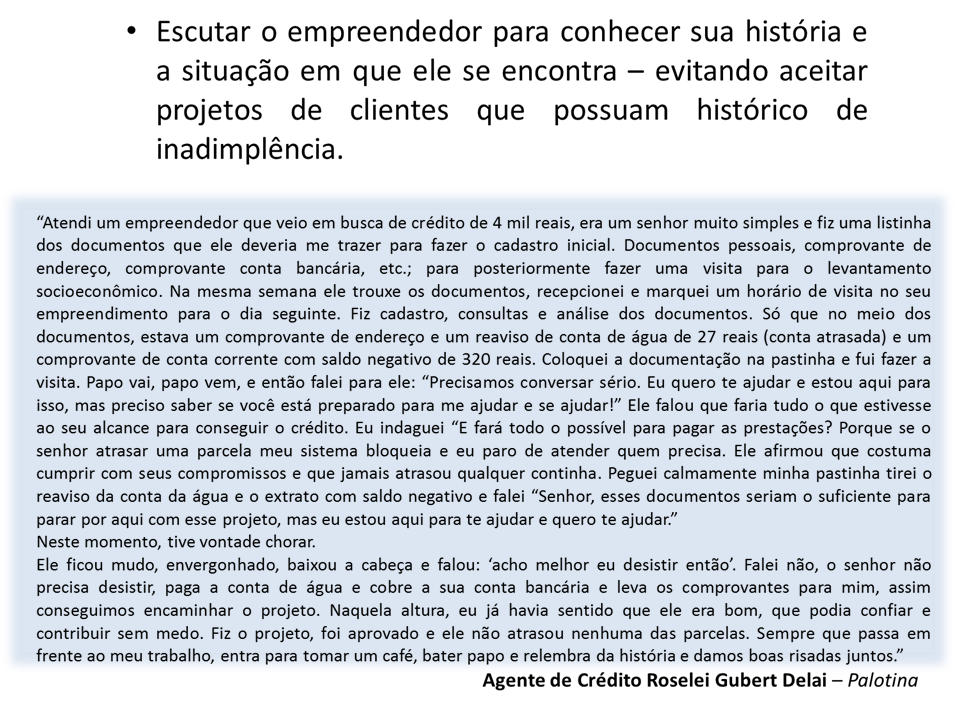 • Escutar o empreendedor para conhecer sua história e
a situação em que ele se encontra – evitando aceitar
projetos de clientes que possuam histórico de
inadimplência.
“Atendi um empreendedor que veio em busca de crédito de 4 mil reais, era um senhor muito simples e fiz uma listinha
dos documentos que ele deveria me trazer para fazer o cadastro inicial. Documentos pessoais, comprovante de
endereço, comprovante conta bancária, etc.; para posteriormente fazer uma visita para o levantamento
socioeconômico. Na mesma semana ele trouxe os documentos, recepcionei e marquei um horário de visita no seu
empreendimento para o dia seguinte. Fiz cadastro, consultas e análise dos documentos. Só que no meio dos
documentos, estava um comprovante de endereço e um reaviso de conta de água de 27 reais (conta atrasada) e um
comprovante de conta corrente com saldo negativo de 320 reais. Coloquei a documentação na pastinha e fui fazer a
visita. Papo vai, papo vem, e então falei para ele: “Precisamos conversar sério. Eu quero te ajudar e estou aqui para
isso, mas preciso saber se você está preparado para me ajudar e se ajudar!” Ele falou que faria tudo o que estivesse
ao seu alcance para conseguir o crédito. Eu indaguei “E fará todo o possível para pagar as prestações? Porque se o
senhor atrasar uma parcela meu sistema bloqueia e eu paro de atender quem precisa. Ele afirmou que costuma
cumprir com seus compromissos e que jamais atrasou qualquer continha. Peguei calmamente minha pastinha tirei o
reaviso da conta da água e o extrato com saldo negativo e falei “Senhor, esses documentos seriam o suficiente para
parar por aqui com esse projeto, mas eu estou aqui para te ajudar e quero te ajudar.”
Neste momento, tive vontade chorar.
Ele ficou mudo, envergonhado, baixou a cabeça e falou: ‘acho melhor eu desistir então’. Falei não, o senhor não
precisa desistir, paga a conta de água e cobre a sua conta bancária e leva os comprovantes para mim, assim
conseguimos encaminhar o projeto. Naquela altura, eu já havia sentido que ele era bom, que podia confiar e
contribuir sem medo. Fiz o projeto, foi aprovado e ele não atrasou nenhuma das parcelas. Sempre que passa em
frente ao meu trabalho, entra para tomar um café, bater papo e relembra da história e damos boas risadas juntos.”
Agente de Crédito Roselei Gubert Delai – Palotina